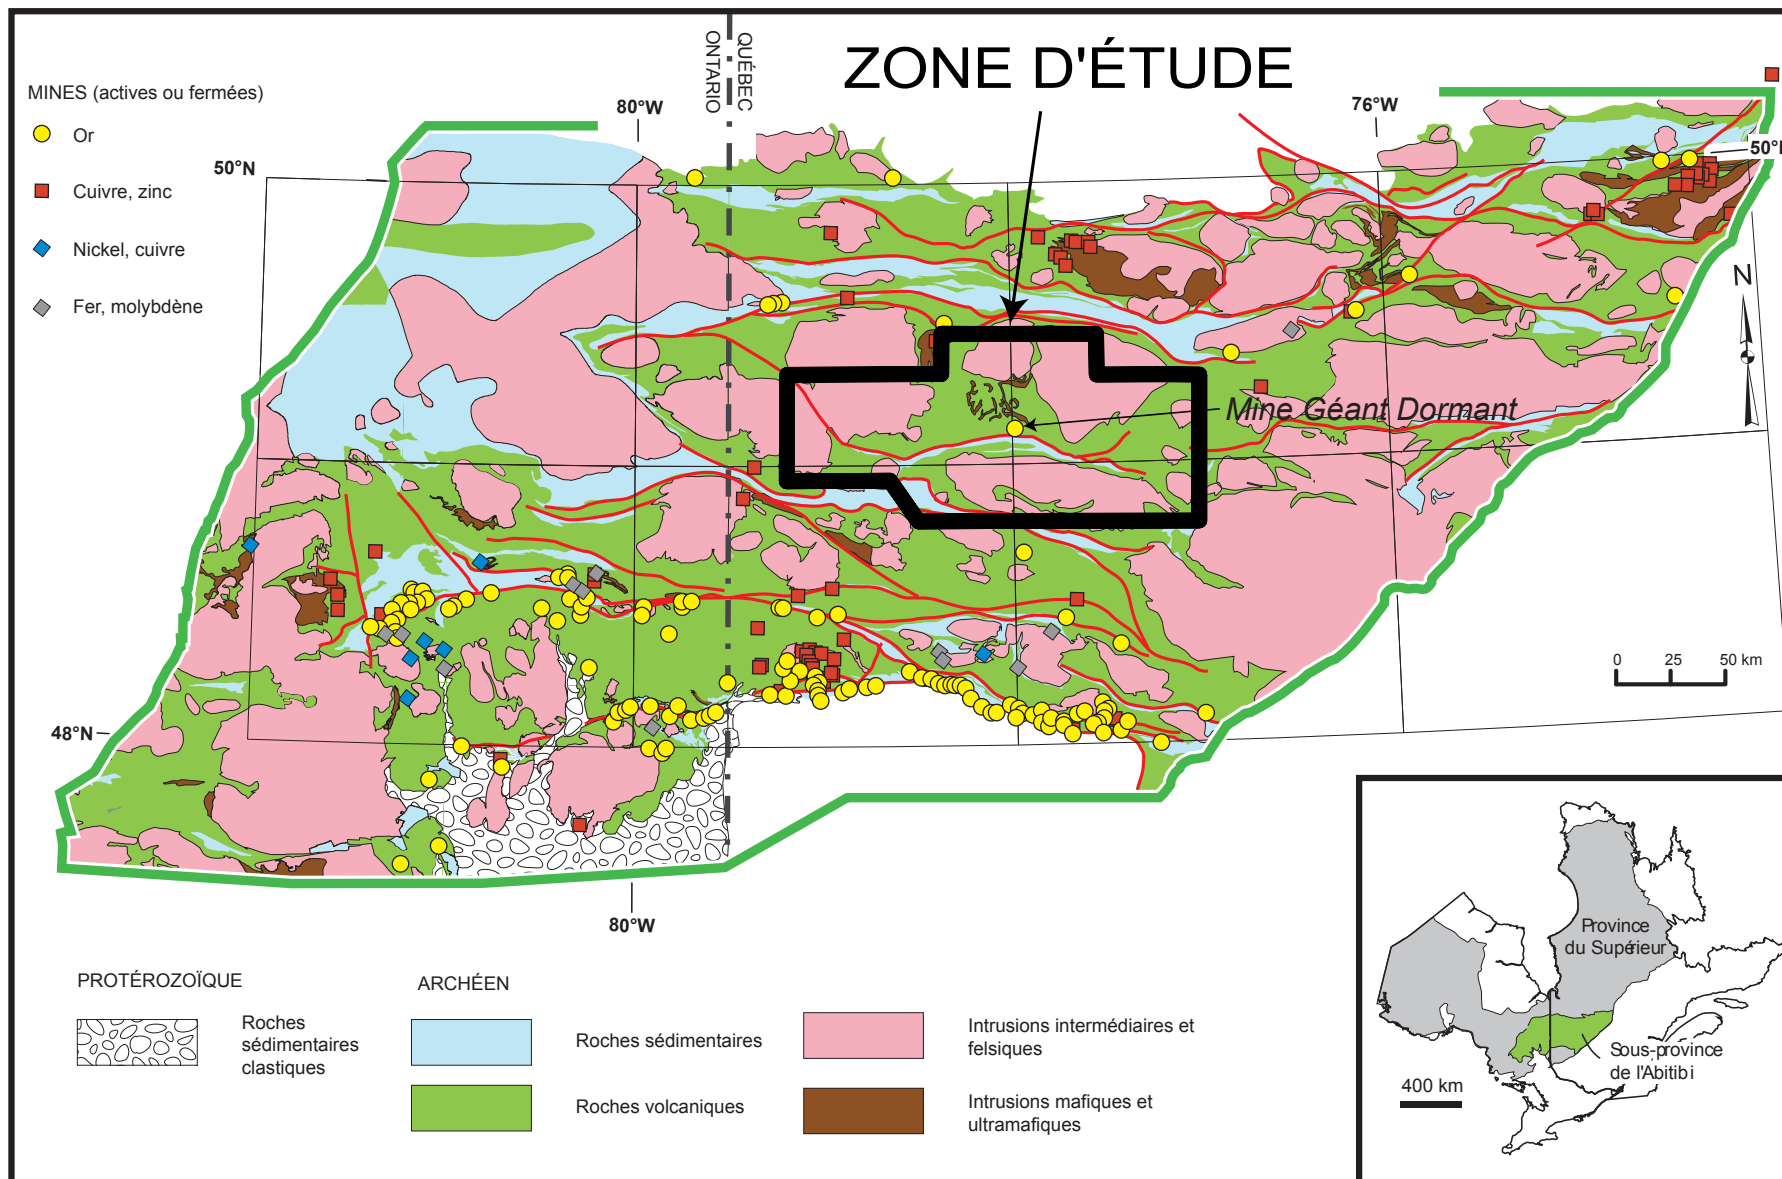 ZONE D'ÉTUDE
QUÉBEC
ONTARIO
MINES (actives ou fermées)
Or
Cuivre, zinc
Nickel, cuivre
Fer, molybdène
80°W
76°W
50°N
50°N
N
Mine Géant Dormant
0 25 50 km
48°N
80°W
PROTÉROZOÏQUE
Roches
sédimentaires
clastiques
ARCHÉEN
Roches sédimentaires
Roches volcaniques
Intrusions intermédiaires et
felsiques
Intrusions mafiques et
ultramafiques
Province
du Supérieur
Sous-province
de l'Abitibi
400 km